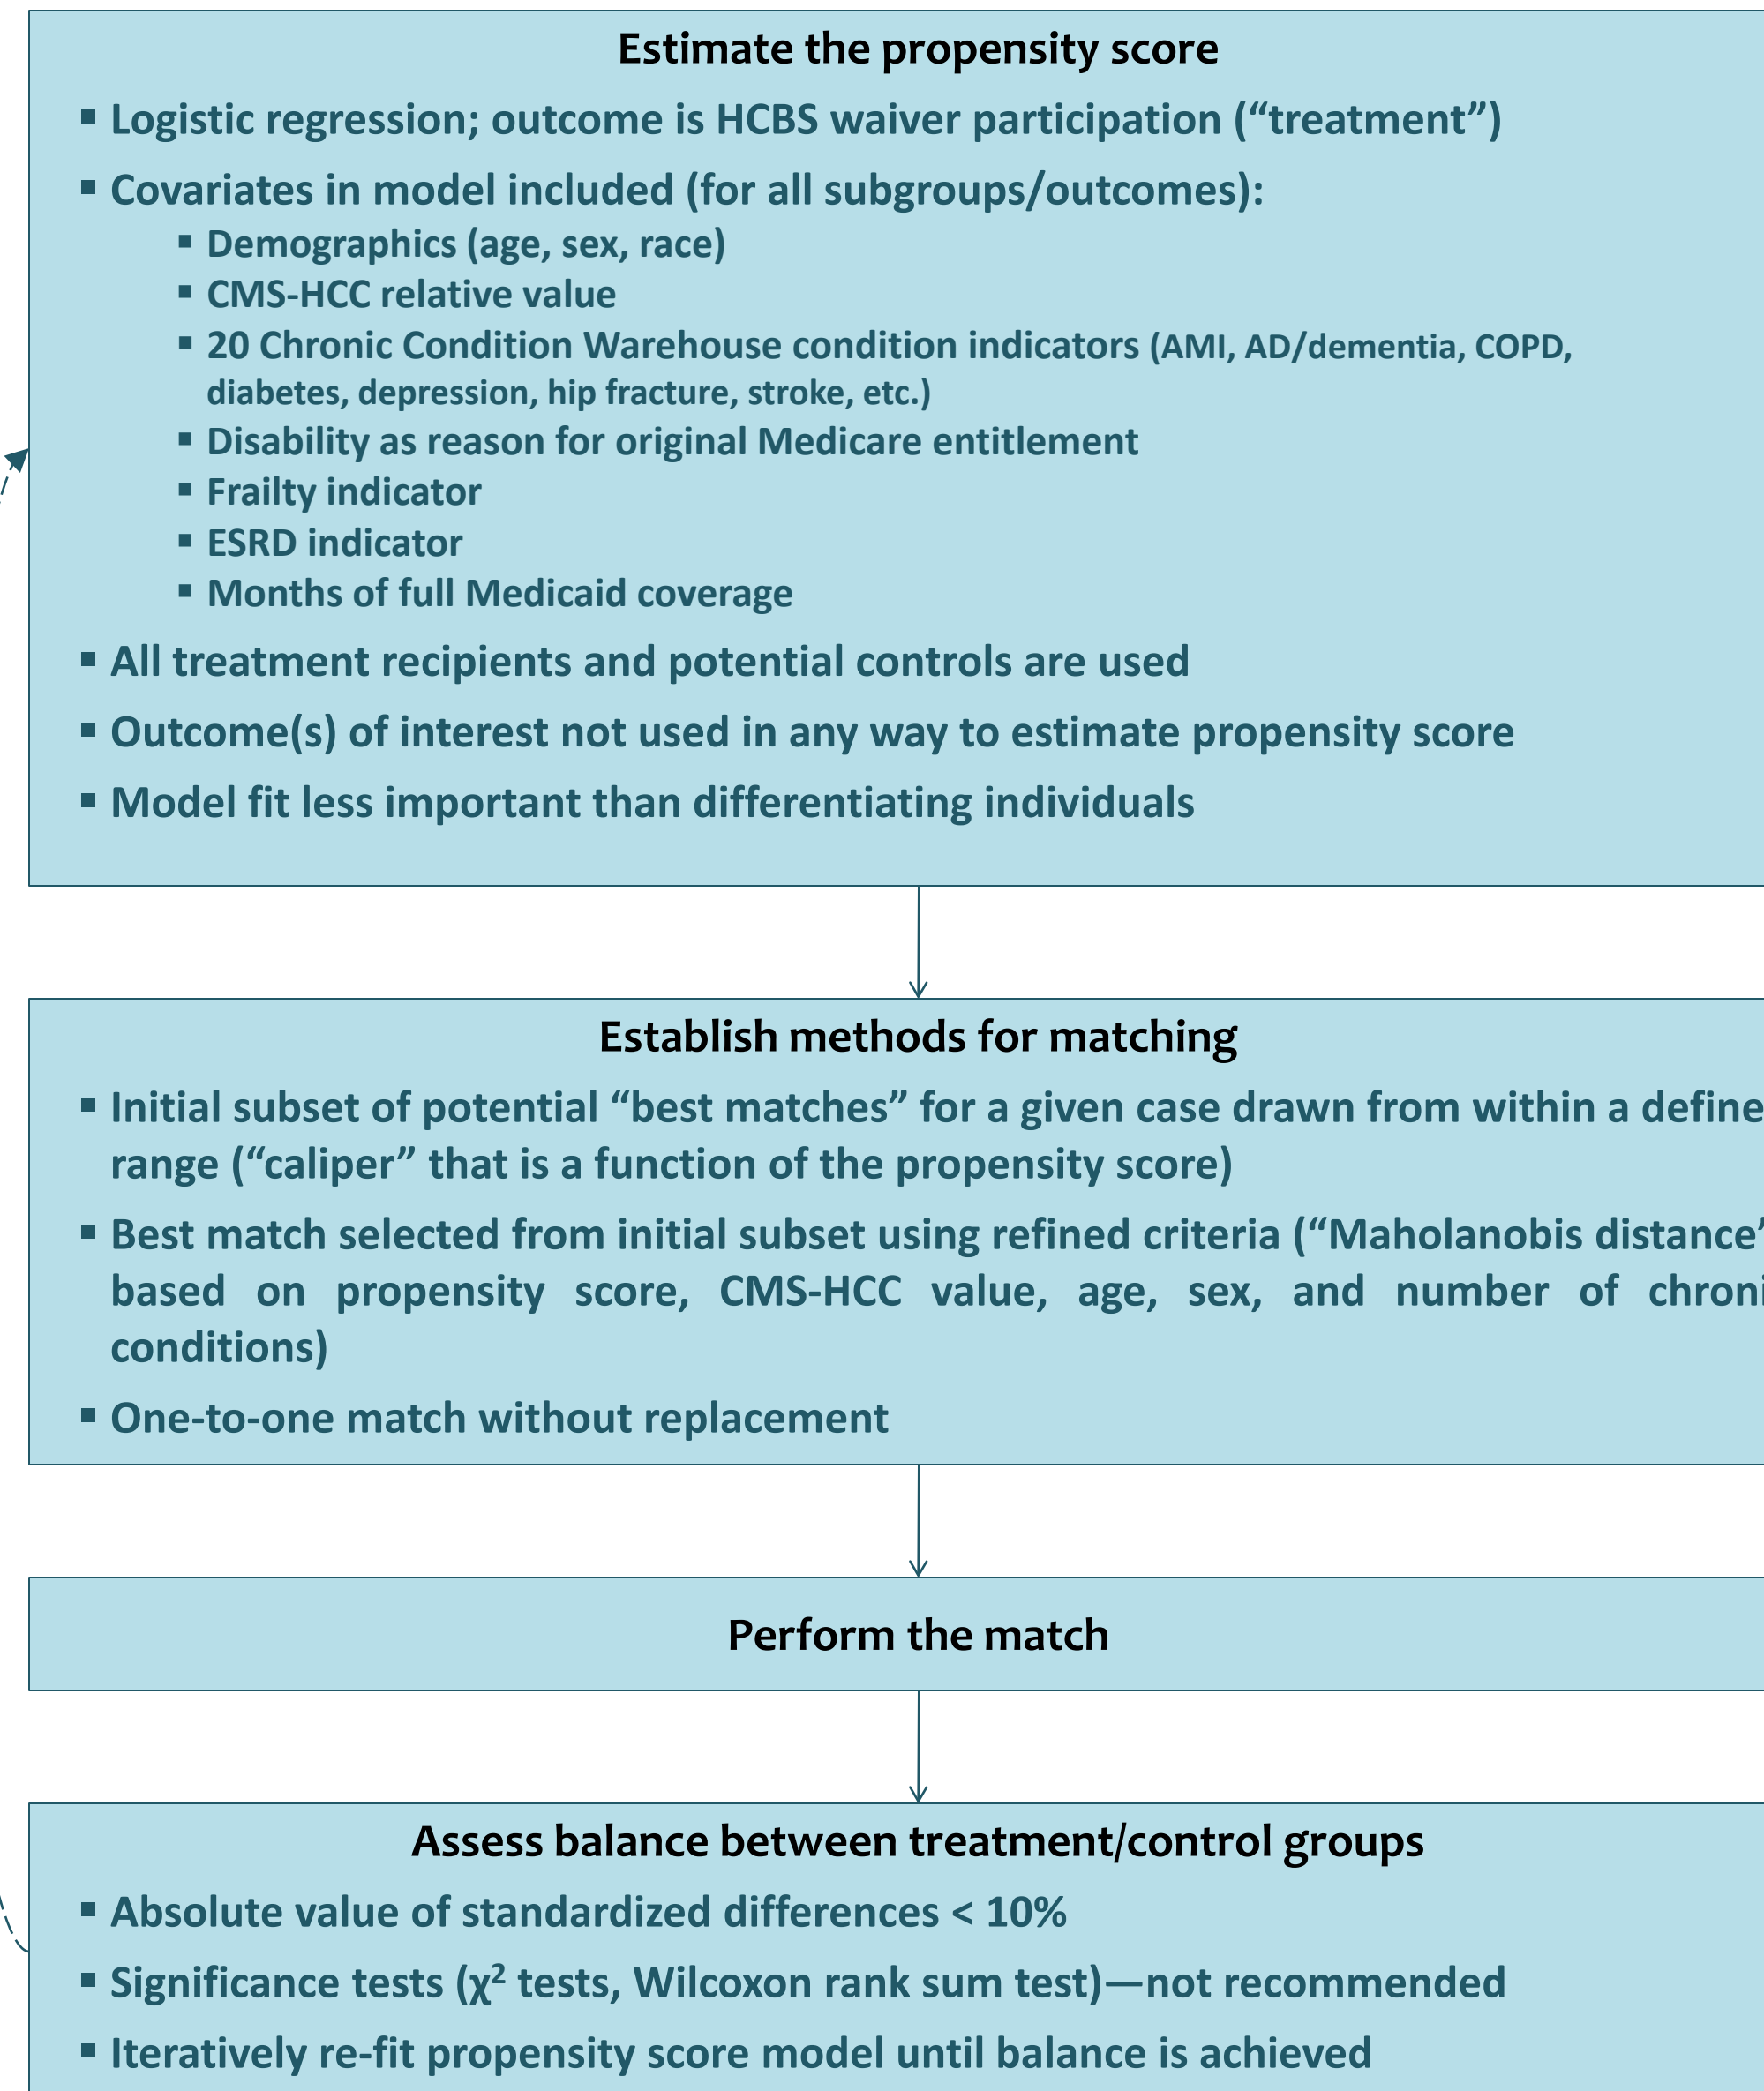 Estimate the propensity score
▪ Logistic regression; outcome is HCBS waiver participation (“treatment”)
▪ Covariates in model included (for all subgroups/outcomes):
▪ Demographics (age, sex, race)
▪ CMS-HCC relative value
▪ 20 Chronic Condition Warehouse condition indicators (AMI, AD/dementia, COPD,
diabetes, depression, hip fracture, stroke, etc.)
▪ Disability as reason for original Medicare entitlement
▪ Frailty indicator
▪ ESRD indicator
▪ Months of full Medicaid coverage
▪ All treatment recipients and potential controls are used
▪ Outcome(s) of interest not used in any way to estimate propensity score
▪ Model fit less important than differentiating individuals
Establish methods for matching
▪ Initial subset of potential “best matches” for a given case drawn from within a define
range (“caliper” that is a function of the propensity score)
▪ Best match selected from initial subset using refined criteria (“Maholanobis distance”
based on propensity score, CMS-HCC value, age, sex, and number of chroni
conditions)
▪ One-to-one match without replacement
Perform the match
Assess balance between treatment/control groups
▪ Absolute value of standardized differences < 10%
▪ Significance tests (χ² tests, Wilcoxon rank sum test)—not recommended
▪ Iteratively re-fit propensity score model until balance is achieved